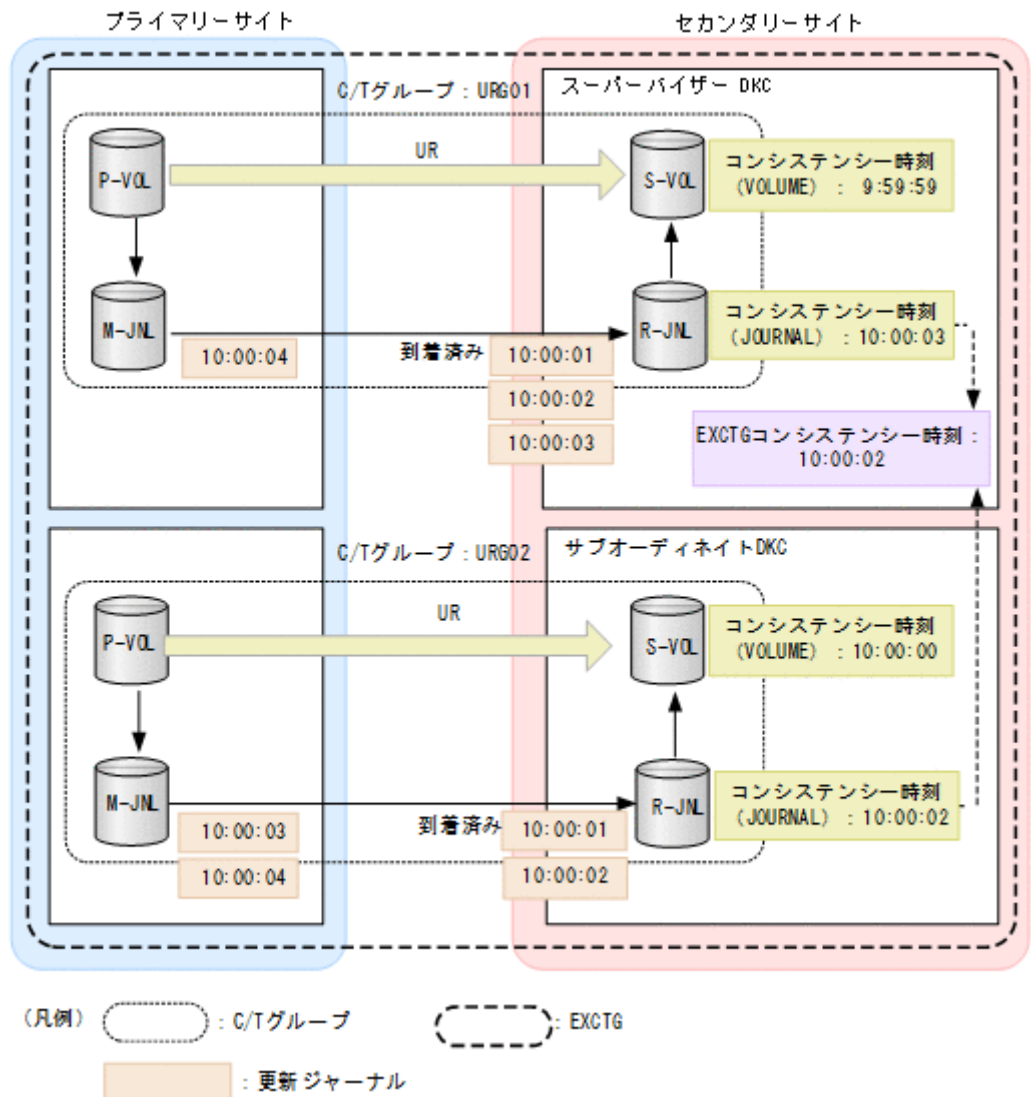 プライマリーサイト
セカンダリーサイト
C/Tグループ：URG01
スーパーバイザー DKC
P-VOL
UR
S-VOL
コンシステンシー時刻
(VOLUME) ： 9:59:59
M-JNL
10:00:04
到着済み
10:00:01
10:00:02
10:00:03
R-JNL
コンシステンシー時刻
(JOURNAL) ：10:00:03
EXCTGコンシステンシー時刻：
10:00:02
C/Tグループ：URG02
サブオーディネイトDKC
P-VOL
UR
S-VOL
コンシステンシー時刻
(VOLUME) ：10:00:00
M-JNL
10:00:03
10:00:04
到着済み
10:00:01
10:00:02
R-JNL
コンシステンシー時刻
(JOURNAL) ：10:00:02
(凡例)
：C/Tグループ
：EXCTG
：更新ジャーナル